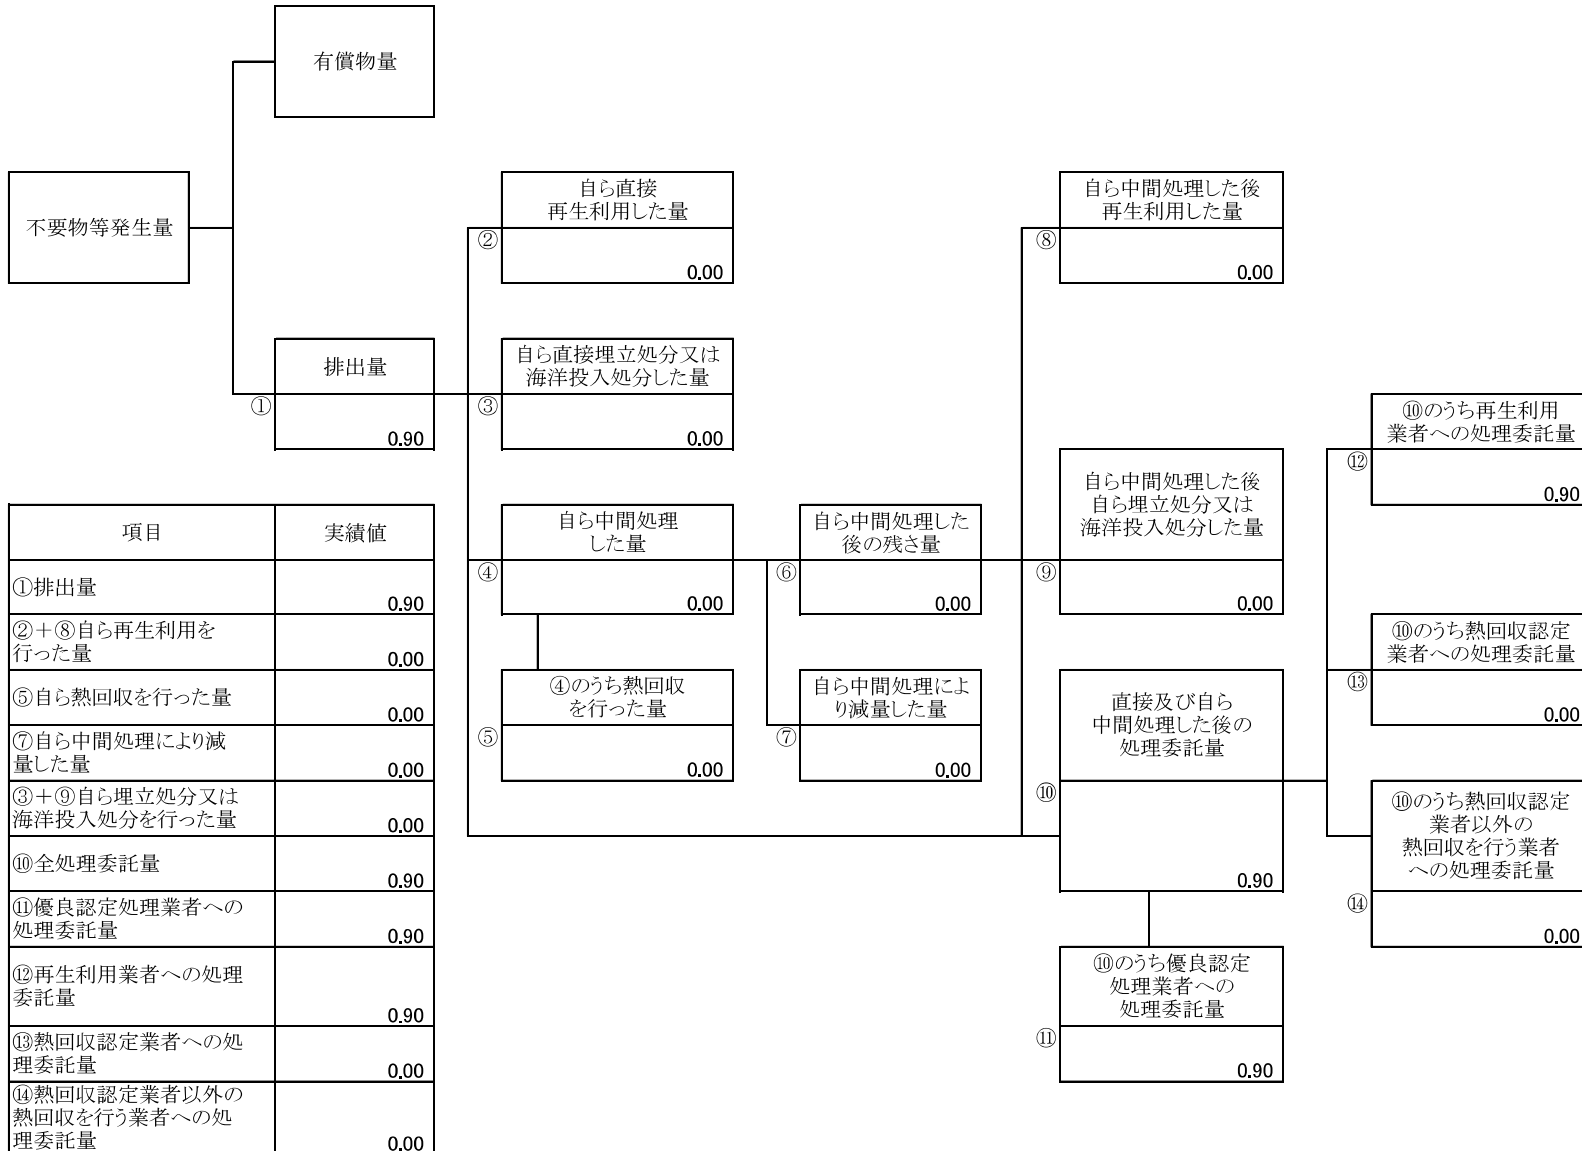 有償物量
不要物等発生量
排出量
①
0.90
自ら直接
再生利用した量
②
0.00
自ら直接埋立処分又は
海洋投入処分した量
③
0.00
自ら中間処理
した量
④
0.00
④のうち熱回収
を行った量
⑤
0.00
自ら中間処理した
後の残さ量
⑥
0.00
自ら中間処理によ
り減量した量
⑦
0.00
自ら中間処理した後
再生利用した量
⑧
0.00
自ら中間処理した後
自ら埋立処分又は
海洋投入処分した量
⑨
0.00
直接及び自ら
中間処理した後の
処理委託量
⑩
0.90
⑩のうち優良認定
処理業者への
処理委託量
⑪
0.90
⑩のうち再生利用
業者への処理委託量
⑫
0.90
⑩のうち熱回収認定
業者への処理委託量
⑬
0.00
⑩のうち熱回収認定
業者以外の
熱回収を行う業者
への処理委託量
⑭
0.00
項目 実績値
①排出量
0.90
②＋⑧自ら再生利用を
行った量
0.00
⑤自ら熱回収を行った量
0.00
⑦自ら中間処理により減
量した量
0.00
③＋⑨自ら埋立処分又は
海洋投入処分を行った量
0.00
⑩全処理委託量
0.90
⑪優良認定処理業者への
処理委託量
0.90
⑫再生利用業者への処理
委託量
0.90
⑬熱回収認定業者への処
理委託量
0.00
⑭熱回収認定業者以外の
熱回収を行う業者への処
理委託量
0.00